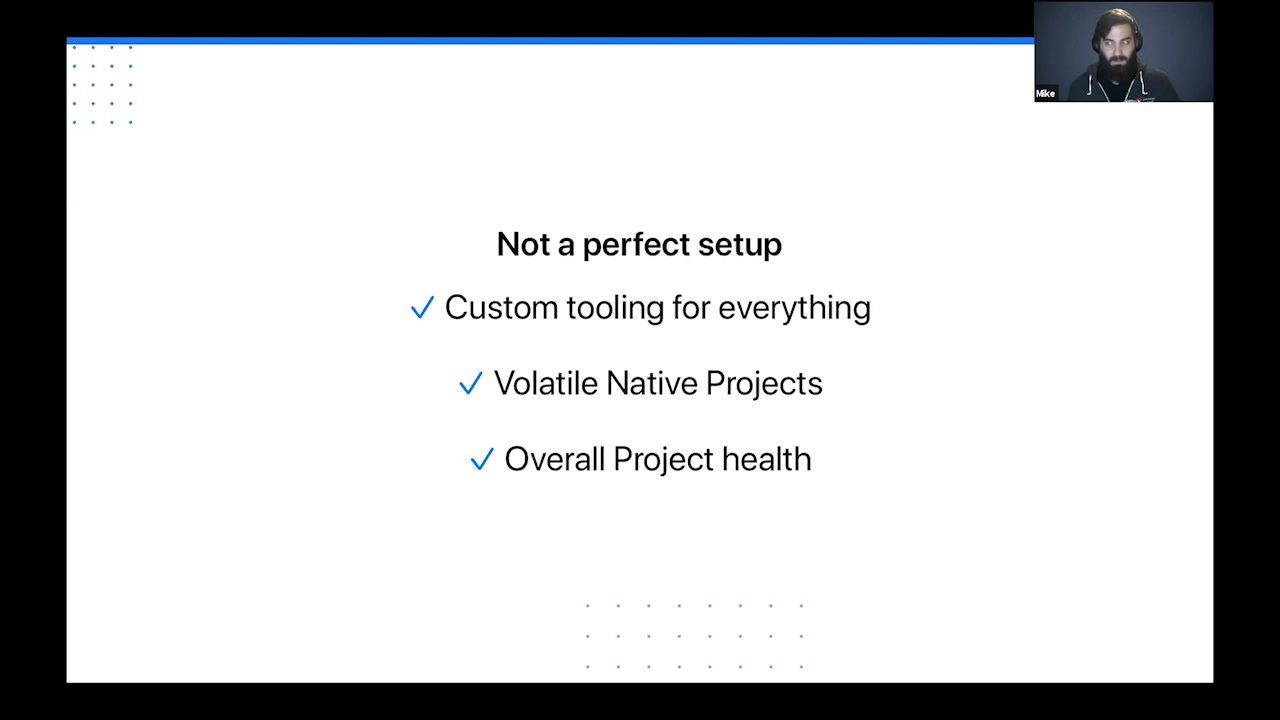 Mike
Not a perfect setup
Custom tooling for everything
Volatile Native Projects
Overall Project health